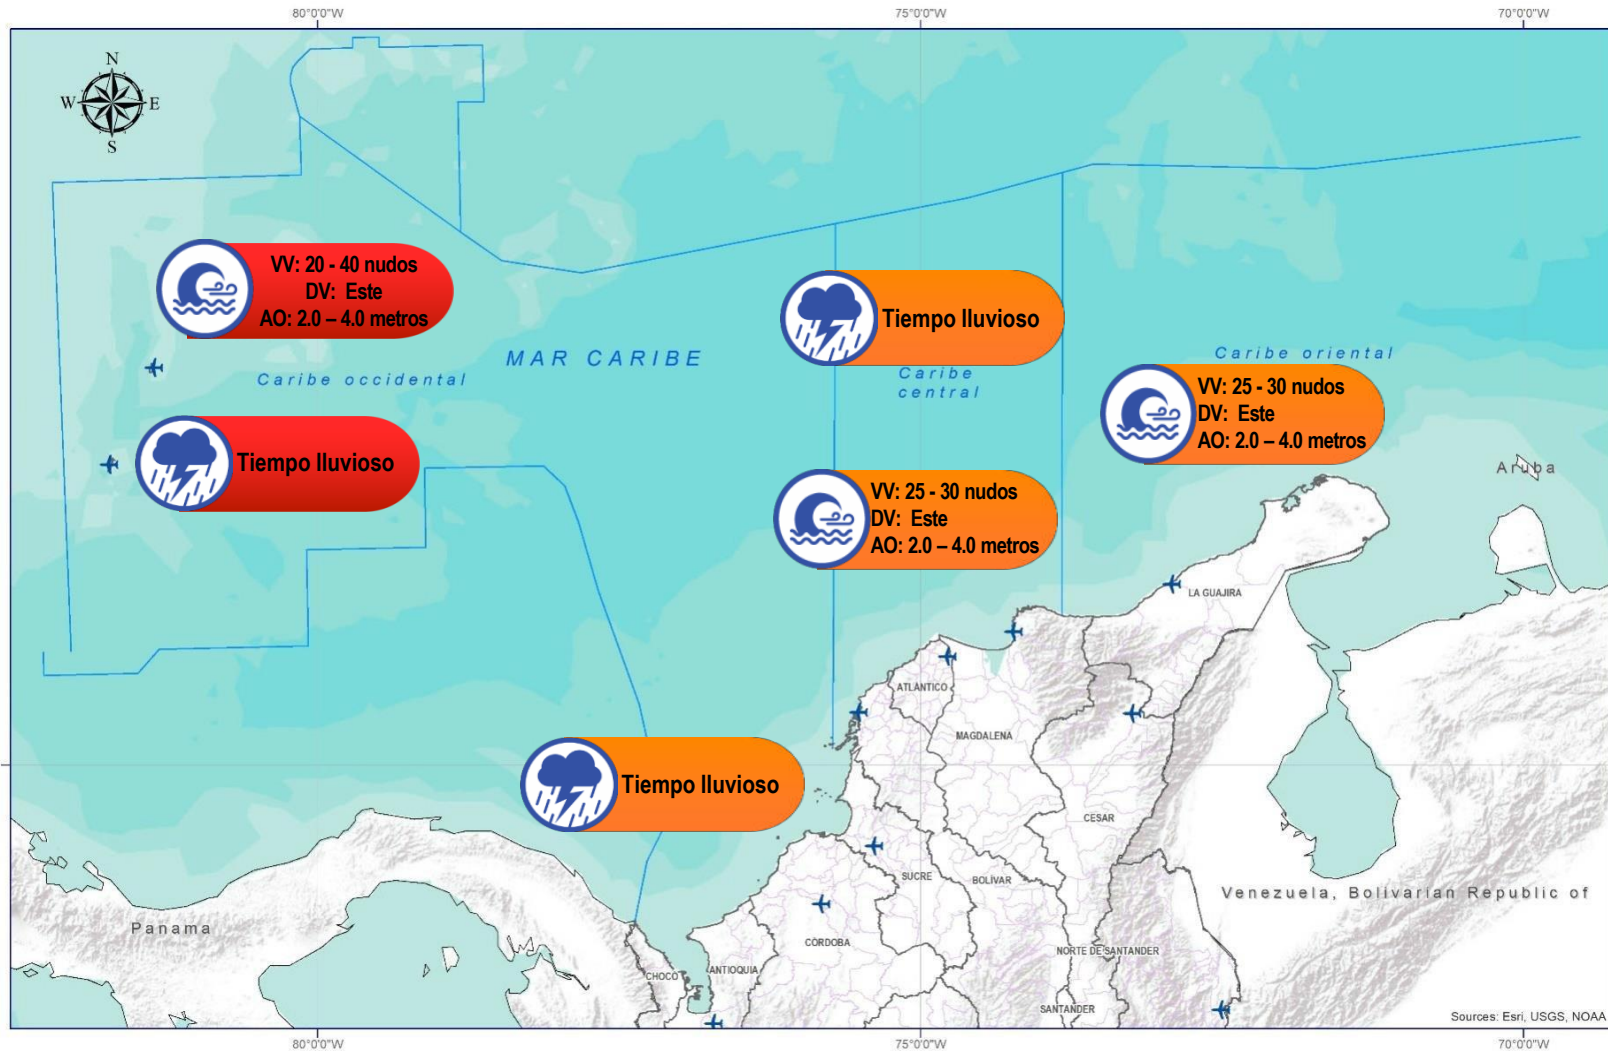 80°0'0"W
75°0'0"W
70°0'0"W
N
W
E
S
VV: 20 - 40 nudos
DV: Este
AO: 2.0 – 4.0 metros
Tiempo lluvioso
MAR CARIBE
Caribe occidental
Caribe oriental
Caribe
central
VV: 25 - 30 nudos
DV: Este
AO: 2.0 – 4.0 metros
Tiempo lluvioso
VV: 25 - 30 nudos
DV: Este
AO: 2.0 – 4.0 metros
Aruba
LA GUAJIRA
ATLÁNTICO
MAGDALENA
Tiempo lluvioso
CESAR
SUCRE
BOLÍVAR
Venezuela, Bolivarian Republic of
Panama
CÓRDOBA
NORTE DE SANTANDER
CHOCÓ
ANTIOQUIA
SANTANDER
Sources: Esri, USGS, NOAA
80°0'0"W
75°0'0"W
70°0'0"W